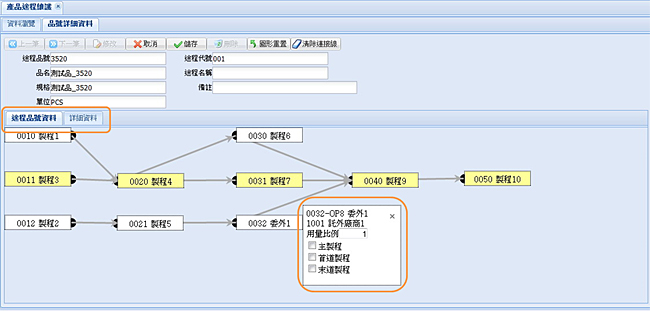 產品途程維護
資料瀏覽 品號詳細資料
上一筆 下一筆 修改 取消 儲存 刪除 圖形重置 清除連接線
途程品號 3520 途程代號 001
品名 測試品_3520 途程名稱
規格 測試品_3520 備註
單位 PCS
途程品號資料 詳細資料
0010 製程1 0030 製程6
0011 製程3 0020 製程4 0031 製程7 0040 製程9 0050 製程10
0012 製程2 0021 製程5 0032 委外1
0032-OP8 委外1
1001 託外廠商1
用量比例 1
主製程
首道製程
末道製程